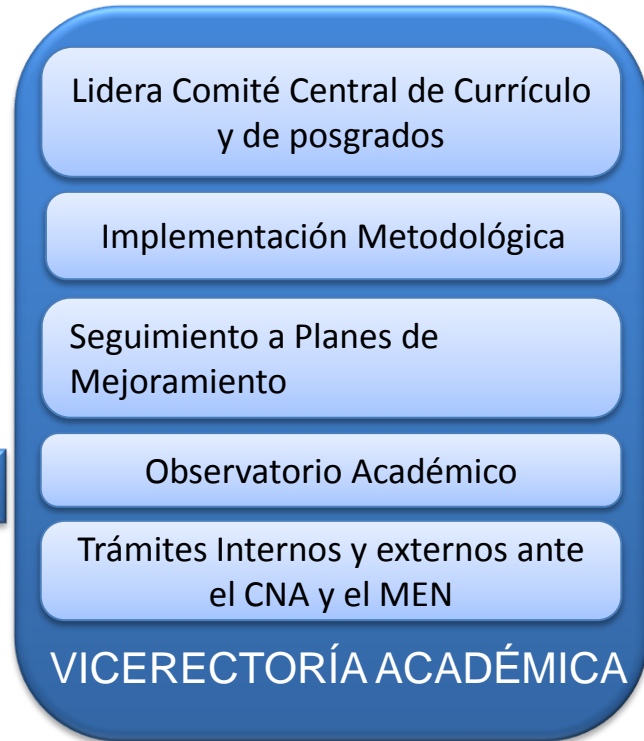 Lidera Comité Central de Currículo
y de posgrados
Implementación Metodológica
Seguimiento a Planes de
Mejoramiento
Observatorio Académico
Trámites Internos y externos ante
el CNA y el MEN
VICERECTORÍA ACADÉMICA